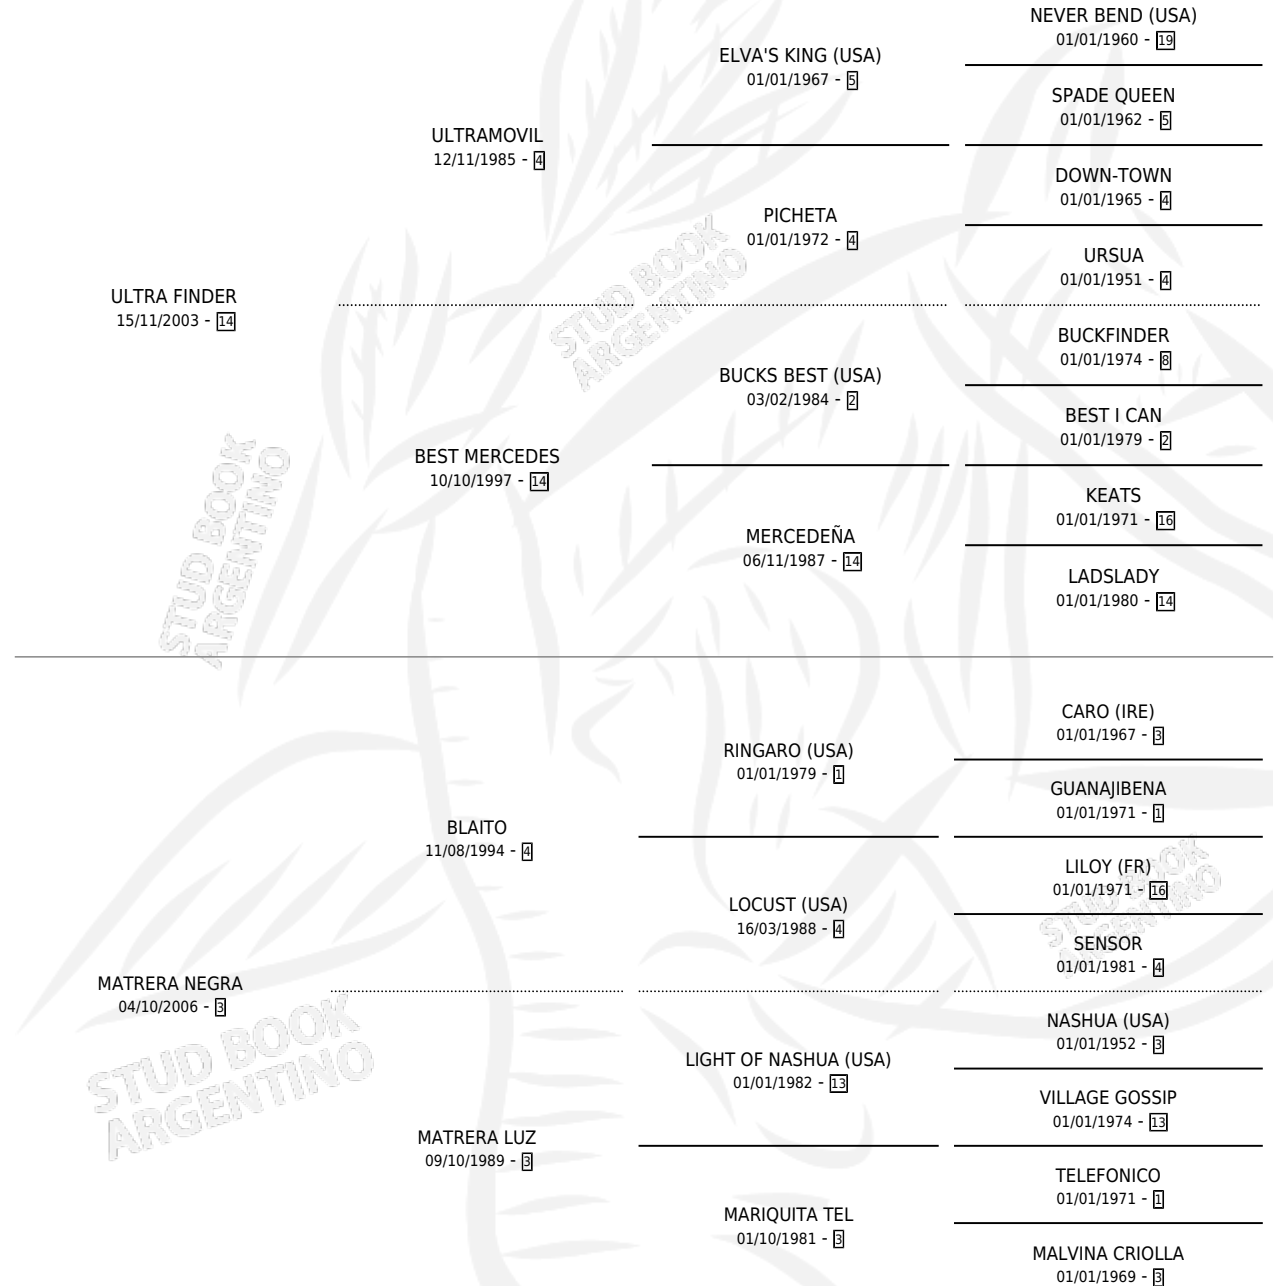 NEVER BEND (USA)
01/01/1960 - 19
ELVA'S KING (USA)
01/01/1967 - 5
SPADE QUEEN
01/01/1962 - 5
ULTRAMOVIL
12/11/1985 - 4
DOWN-TOWN
01/01/1965 - 4
PICHETA
01/01/1972 - 4
URSUA
01/01/1951 - 4
ULTRA FINDER
15/11/2003 - 14
STUD BOOK
ARGENTINO
BUCKFINDER
01/01/1974 - 8
BUCKS BEST (USA)
03/02/1984 - 2
BEST I CAN
01/01/1979 - 2
BEST MERCEDES
10/10/1997 - 14
KEATS
01/01/1971 - 16
MERCEDEÑA
06/11/1987 - 14
LADSLADY
01/01/1980 - 14
STUD BOOK
ARGENTINO
CARO (IRE)
01/01/1967 - 3
RINGARO (USA)
01/01/1979 - 1
GUANAJIBENA
01/01/1971 - 1
BLAITO
11/08/1994 - 4
LILOY (FR)
01/01/1971 - 16
LOCUST (USA)
16/03/1988 - 4
SENSOR
01/01/1981 - 4
STUD BOOK
ARGENTINO
MATRERA NEGRA
04/10/2006 - 3
NASHUA (USA)
01/01/1952 - 3
LIGHT OF NASHUA (USA)
01/01/1982 - 13
VILLAGE GOSSIP
01/01/1974 - 13
STUD BOOK
ARGENTINO
MATRERA LUZ
09/10/1989 - 3
TELEFONICO
01/01/1971 - 1
MARIQUITA TEL
01/10/1981 - 3
MALVINA CRIOLLA
01/01/1969 - 3